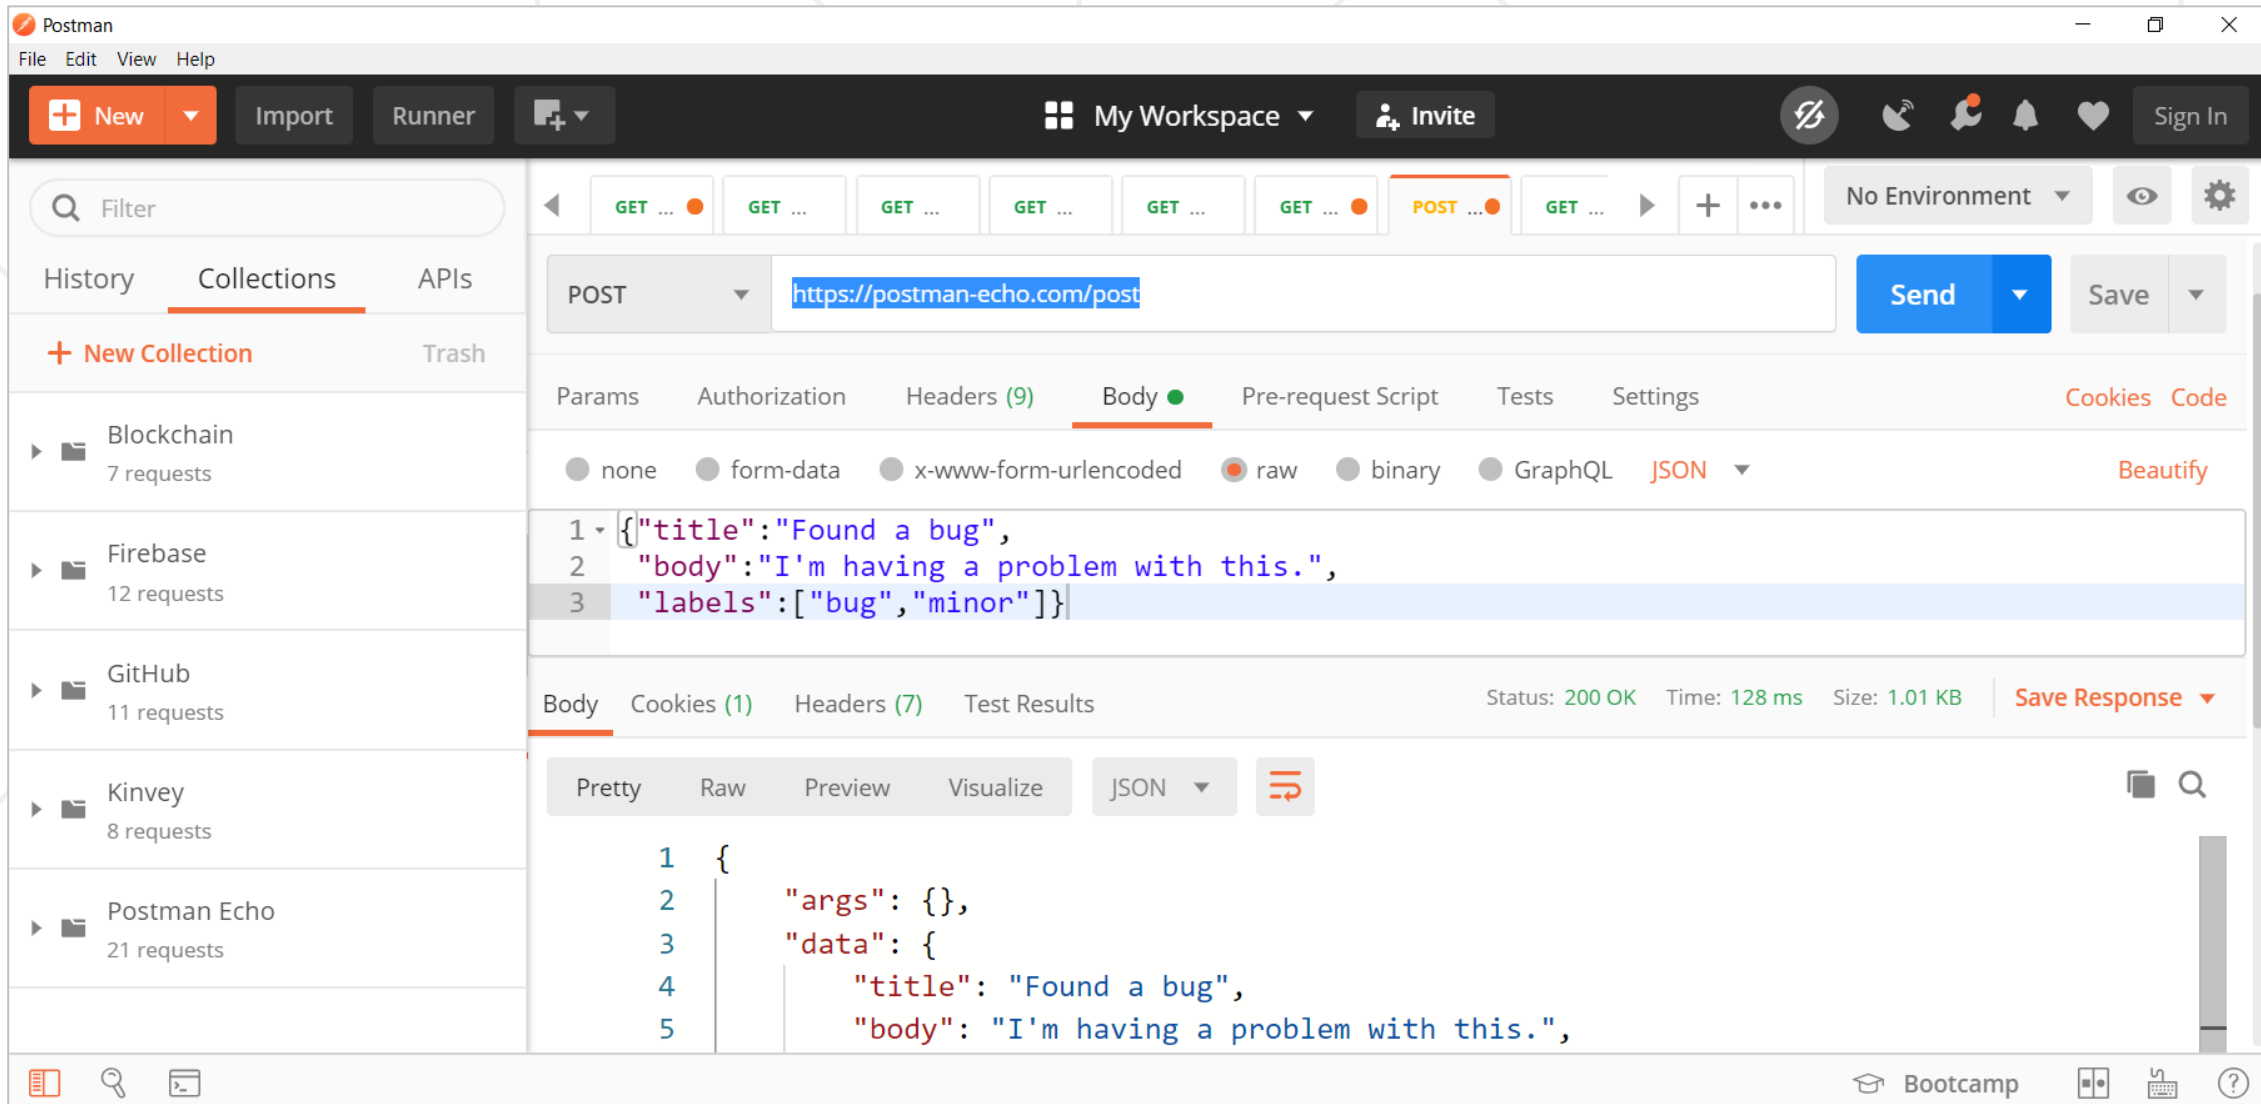 Postman
File Edit View Help
New Import Runner My Workspace Invite Sign In
Filter
GET ... GET ... GET ... GET ... GET ... GET ... POST ... GET ... No Environment
History Collections APIs
POST https://postman-echo.com/post Send Save
New Collection Trash
Params Authorization Headers (9) Body Pre-request Script Tests Settings Cookies Code
Blockchain
7 requests
none form-data x-www-form-urlencoded raw binary GraphQL JSON Beautify
1 {"title":"Found a bug",
2 "body":"I'm having a problem with this.",
3 "labels":["bug","minor"]}
Firebase
12 requests
GitHub
11 requests
Body Cookies (1) Headers (7) Test Results Status: 200 OK Time: 128 ms Size: 1.01 KB Save Response
Kinvey
8 requests
Pretty Raw Preview Visualize JSON
1 {
2 "args": {},
3 "data": {
4 "title": "Found a bug",
5 "body": "I'm having a problem with this.",
Postman Echo
21 requests
Bootcamp